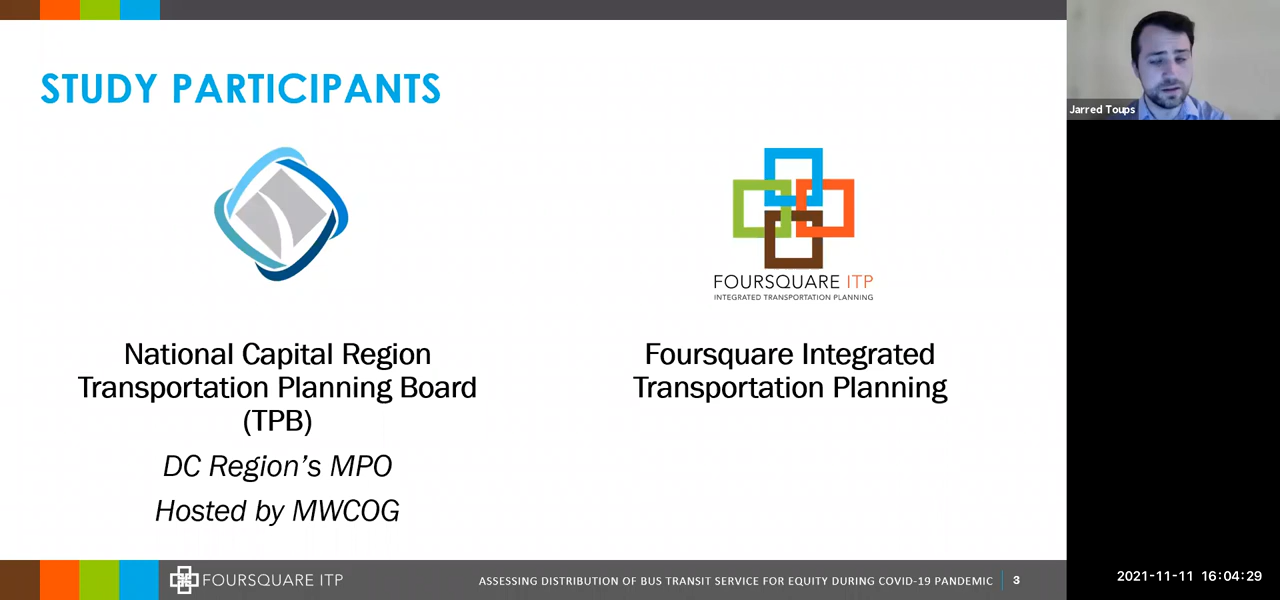 STUDY PARTICIPANTS
Jarred Toups
FOURSQUARE ITP
INTEGRATED TRANSPORTATION PLANNING
National Capital Region
Transportation Planning Board
(TPB)
DC Region's MPO
Hosted by MWCOG
Foursquare Integrated
Transportation Planning
FOURSQUARE ITP
ASSESSING DISTRIBUTION OF BUS TRANSIT SERVICE FOR EQUITY DURING COVID-19 PANDEMIC
3
2021-11-11 16:04:29